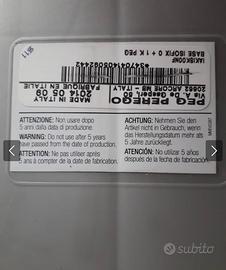 PEG PEREGO
VIA A. De Gasperi 50
20862 ARCORE MB - ITALY
MADE IN ITALY
FABRIQUÉ EN ITALIE
2014 05 09
BASE ISOFIX 0 + 1 K PEG
ATTENZIONE: Non usare dopo
5 anni dalla data di produzione.
WARNING: Do not use after 5 years
have passed from the date of production.
ATTENTION: Ne pas utiliser après
5 ans à compter de la date de fabrication.
ACHTUNG: Nehmen Sie den
Artikel nicht in Gebrauch, wenn
das Herstellungsdatum mehr als
5 Jahre zurückliegt.
ATENCIÓN: No utilizar 5 años
después de la fecha de fabricación.
subito